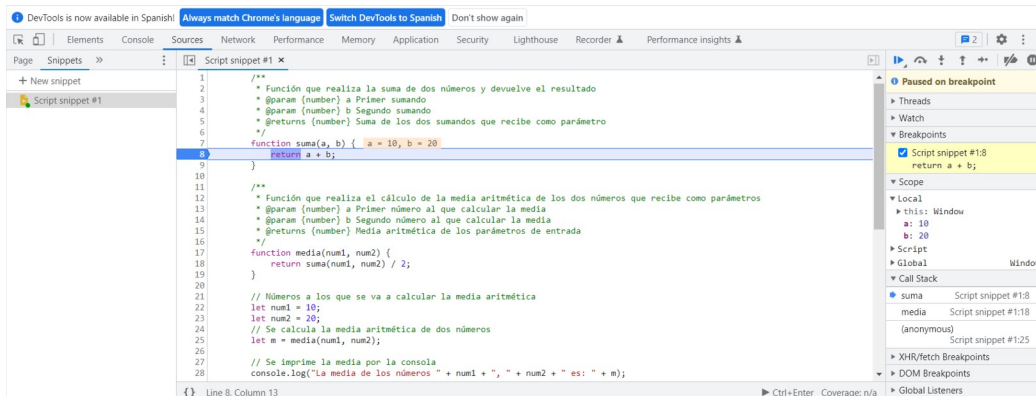 DevTools is now available in Spanish! Always match Chrome's language Switch DevTools to Spanish Don't show again
Elements Console Sources Network Performance Memory Application Security Lighthouse Recorder Performance insights 2
Page Snippets » Script snippet #1 ×
+ New snippet
Script snippet #1
1 /**
2 * Función que realiza la suma de dos números y devuelve el resultado
3 * @param {number} a Primer sumando
4 * @param {number} b Segundo sumando
5 * @returns {number} Suma de los dos sumandos que recibe como parámetro
6 */
7 function suma(a, b) { a = 10, b = 20
8 return a + b;
9 }
10
11 /**
12 * Función que realiza el cálculo de la media aritmética de los dos números que recibe como parámetros
13 * @param {number} a Primer número al que calcular la media
14 * @param {number} b Segundo número al que calcular la media
15 * @returns {number} Media aritmética de los parámetros de entrada
16 */
17 function media(num1, num2) {
18 return suma(num1, num2) / 2;
19 }
20
21 // Números a los que se va a calcular la media aritmética
22 let num1 = 10;
23 let num2 = 20;
24 // Se calcula la media aritmética de dos números
25 let m = media(num1, num2);
26
27 // Se imprime la media por la consola
28 console.log("La media de los números " + num1 + ", " + num2 + " es: " + m);
{} Line 8, Column 13 Ctrl+Enter Coverage: n/a
Paused on breakpoint
Threads
Watch
Breakpoints
Script snippet #1:8
return a + b;
Scope
Local
this: Window
a: 10
b: 20
Script
Global Windo
Call Stack
suma Script snippet #1:8
media Script snippet #1:18
(anonymous)
Script snippet #1:25
XHR/fetch Breakpoints
DOM Breakpoints
Global Listeners